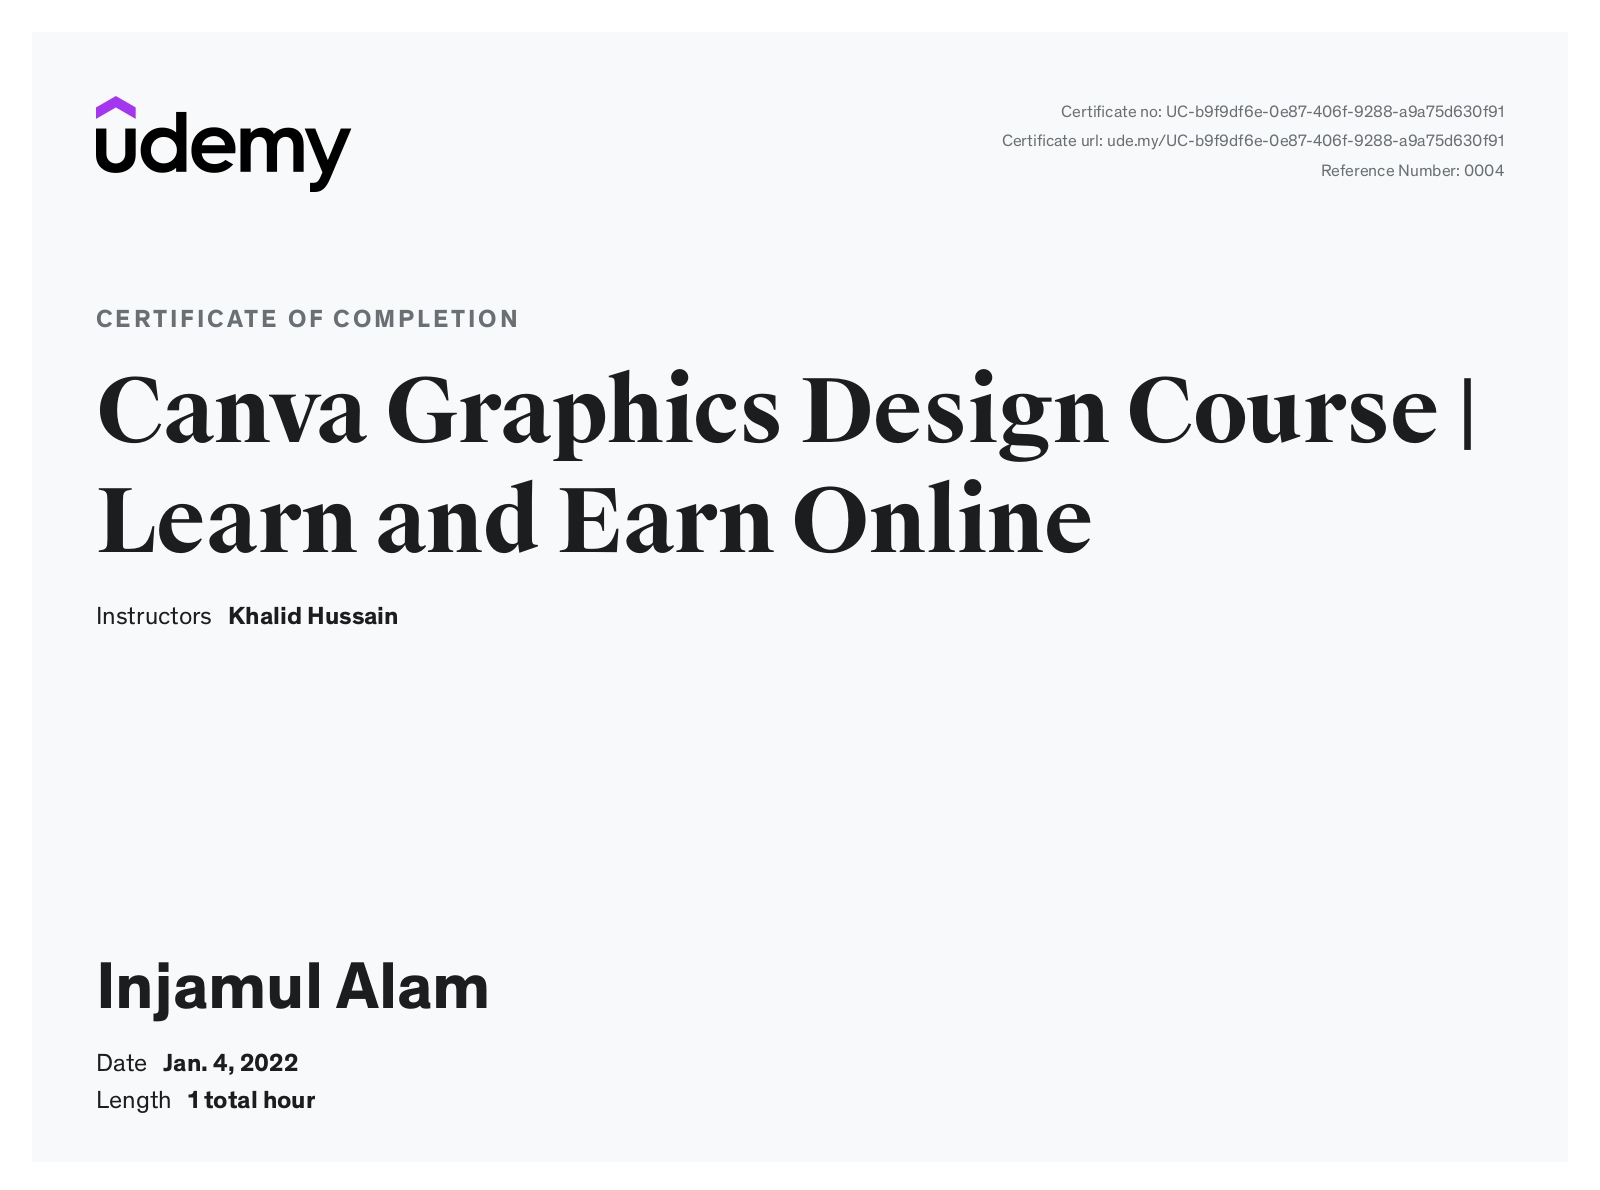 udemy
Certificate no: UC-b9f9df6e-0e87-406f-9288-a9a75d630f91
Certificate url: ude.my/UC-b9f9df6e-0e87-406f-9288-a9a75d630f91
Reference Number: 0004
CERTIFICATE OF COMPLETION
Canva Graphics Design Course |
Learn and Earn Online
Instructors Khalid Hussain
Injamul Alam
Date Jan. 4, 2022
Length 1 total hour